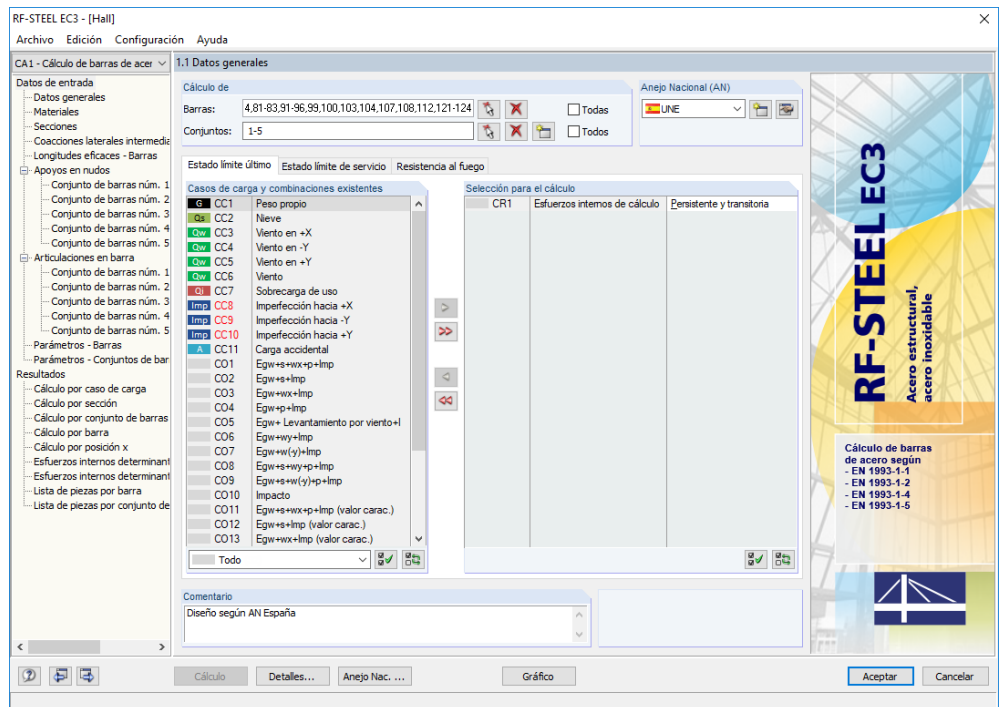 RF-STEEL EC3 - [Hall]
Archivo Edición Configuración Ayuda
CA1 - Cálculo de barras de acer
1.1 Datos generales
Datos de entrada
Datos generales
Materiales
Secciones
Coacciones laterales intermedia
Longitudes eficaces - Barras
Apoyos en nudos
Conjunto de barras núm. 1
Conjunto de barras núm. 2
Conjunto de barras núm. 3
Conjunto de barras núm. 4
Conjunto de barras núm. 5
Articulaciones en barra
Conjunto de barras núm. 1
Conjunto de barras núm. 2
Conjunto de barras núm. 3
Conjunto de barras núm. 4
Conjunto de barras núm. 5
Parámetros - Barras
Parámetros - Conjuntos de bar
Resultados
Cálculo por caso de carga
Cálculo por sección
Cálculo por conjunto de barras
Cálculo por barra
Cálculo por posición x
Esfuerzos internos determinant
Esfuerzos internos determinant
Lista de piezas por barra
Lista de piezas por conjunto de
Cálculo de
Barras: 4,81-83,91-96,99,100,103,104,107,108,112,121-124 Todas
Conjuntos: 1-5 Todos
Anejo Nacional (AN)
UNE
Estado límite último Estado límite de servicio Resistencia al fuego
Casos de carga y combinaciones existentes
G CC1 Peso propio
Qs CC2 Nieve
Qw CC3 Viento en +X
Qw CC4 Viento en -Y
Qw CC5 Viento en +Y
Qw CC6 Viento
Qi CC7 Sobrecarga de uso
Imp CC8 Imperfección hacia +X
Imp CC9 Imperfección hacia -Y
Imp CC10 Imperfección hacia +Y
A CC11 Carga accidental
CO1 Egw+s+wx+p+Imp
CO2 Egw+s+Imp
CO3 Egw+wx+Imp
CO4 Egw+p+Imp
CO5 Egw+ Levantamiento por viento+I
CO6 Egw+wy+Imp
CO7 Egw+w(-y)+Imp
CO8 Egw+s+wy+p+Imp
CO9 Egw+s+w(-y)+p+Imp
CO10 Impacto
CO11 Egw+s+wx+p+Imp (valor carac.)
CO12 Egw+s+Imp (valor carac.)
CO13 Egw+wx+Imp (valor carac.)
Todo
Selección para el cálculo
CR1 Esfuerzos internos de cálculo Persistente y transitoria
Comentario
Diseño según AN España
RF-STEEL EC3
Acero estructural,
acero inoxidable
Cálculo de barras
de acero según
- EN 1993-1-1
- EN 1993-1-2
- EN 1993-1-4
- EN 1993-1-5
Cálculo Detalles... Anejo Nac. ... Gráfico Aceptar Cancelar